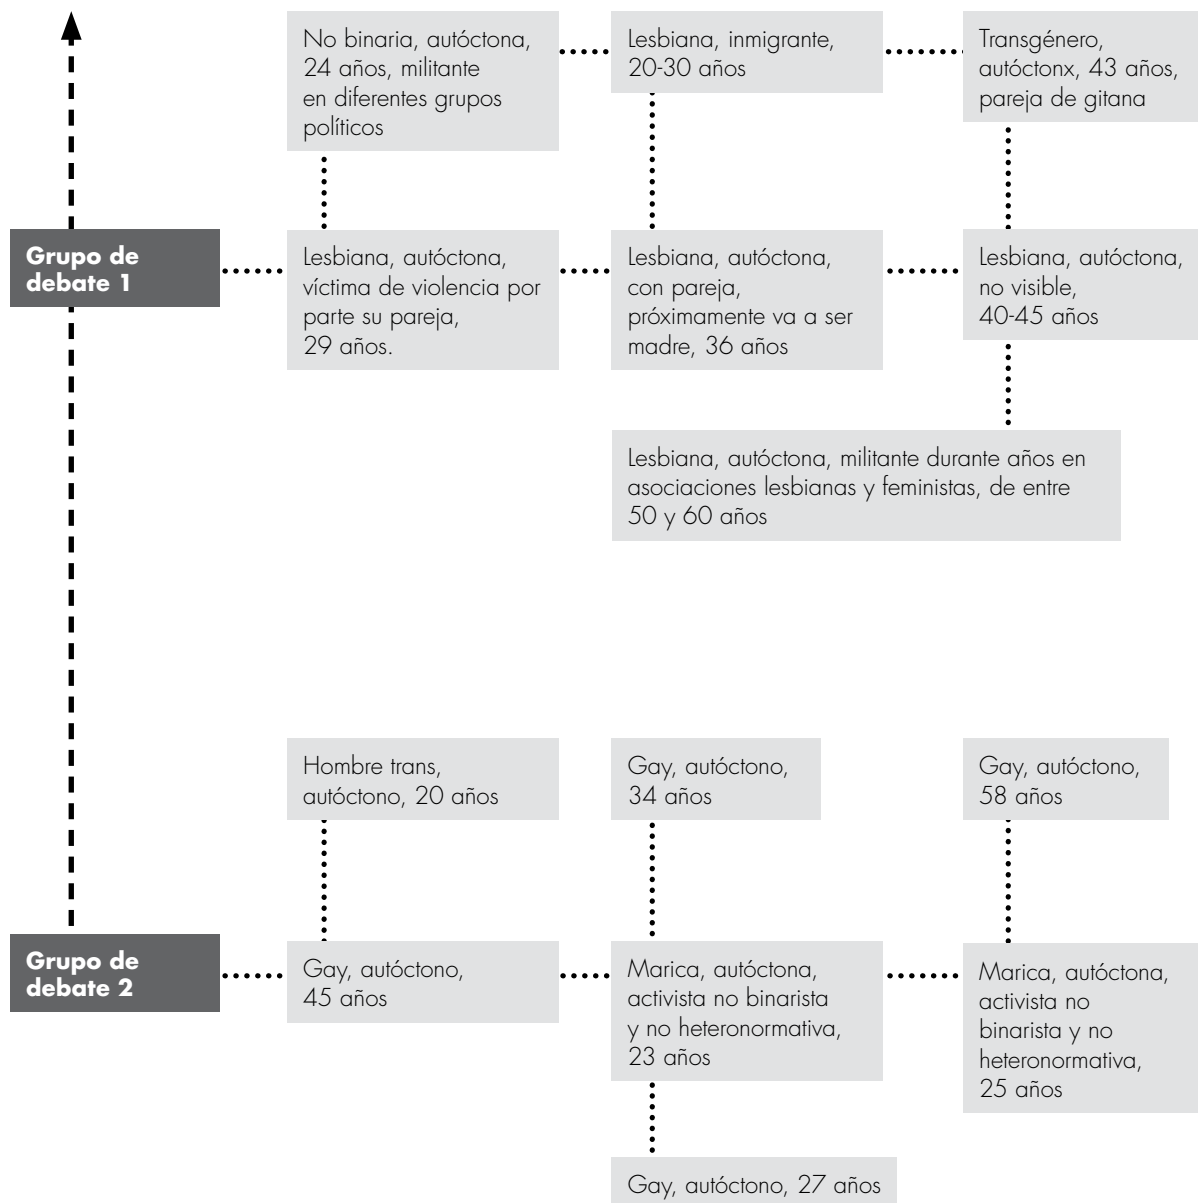 No binaria, autóctona,
24 años, militante
en diferentes grupos
políticos
Lesbiana, inmigrante,
20-30 años
Transgénero,
autóctonx, 43 años,
pareja de gitana
Grupo de
debate 1
Lesbiana, autóctona,
víctima de violencia por
parte su pareja,
29 años.
Lesbiana, autóctona,
con pareja,
próximamente va a ser
madre, 36 años
Lesbiana, autóctona,
no visible,
40-45 años
Lesbiana, autóctona, militante durante años en
asociaciones lesbianas y feministas, de entre
50 y 60 años
Hombre trans,
autóctono, 20 años
Gay, autóctono,
34 años
Gay, autóctono,
58 años
Grupo de
debate 2
Gay, autóctono,
45 años
Marica, autóctona,
activista no binarista
y no heteronormativa,
23 años
Marica, autóctona,
activista no
binarista y no
heteronormativa,
25 años
Gay, autóctono, 27 años